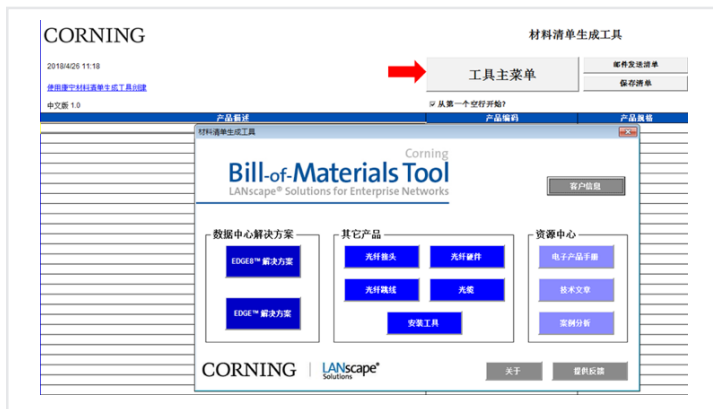 CORNING
材料清单生成工具
2018/4/26 11:18
工具主菜单
邮件发送清单
保存清单
使用康宁材料清单生成工具创建
中文版 1.0
从第一个空行开始?
产品描述 产品编码 产品规格
材料清单生成工具
Corning
Bill-of-Materials Tool
LANscape® Solutions for Enterprise Networks
客户信息
数据中心解决方案
EDGE8™ 解决方案
EDGE™ 解决方案
其它产品
光纤接头 光纤硬件
光纤跳线 光缆
安装工具
资源中心
电子产品手册
技术文章
案例分析
CORNING LANscape® Solutions
关于 提供反馈